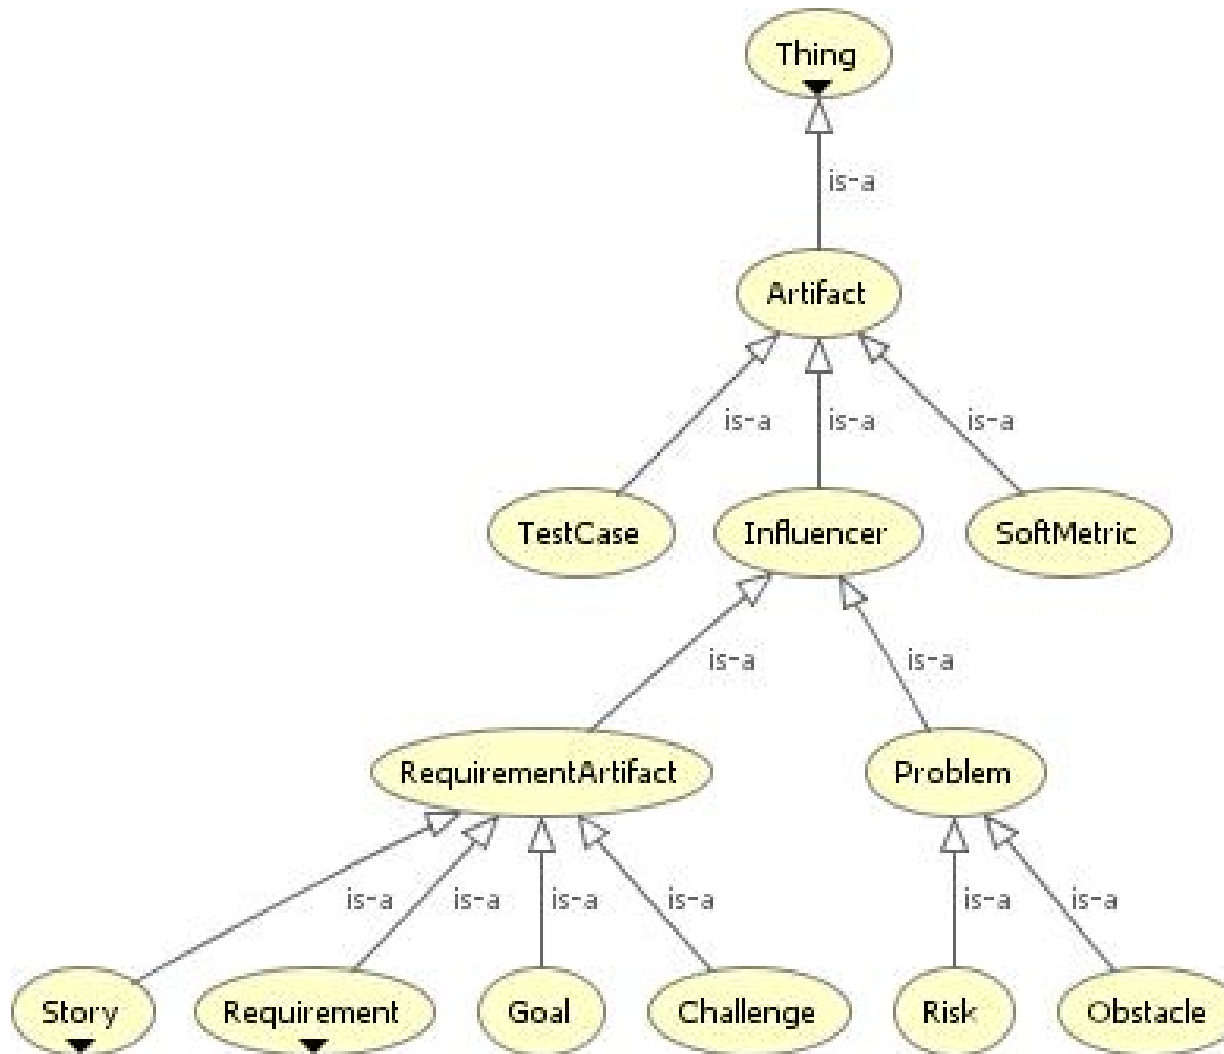 Thing
is-a
Artifact
is-a is-a is-a
TestCase Influencer SoftMetric
is-a is-a
RequirementArtifact Problem
is-a is-a is-a is-a is-a is-a
Story Requirement Goal Challenge Risk Obstacle